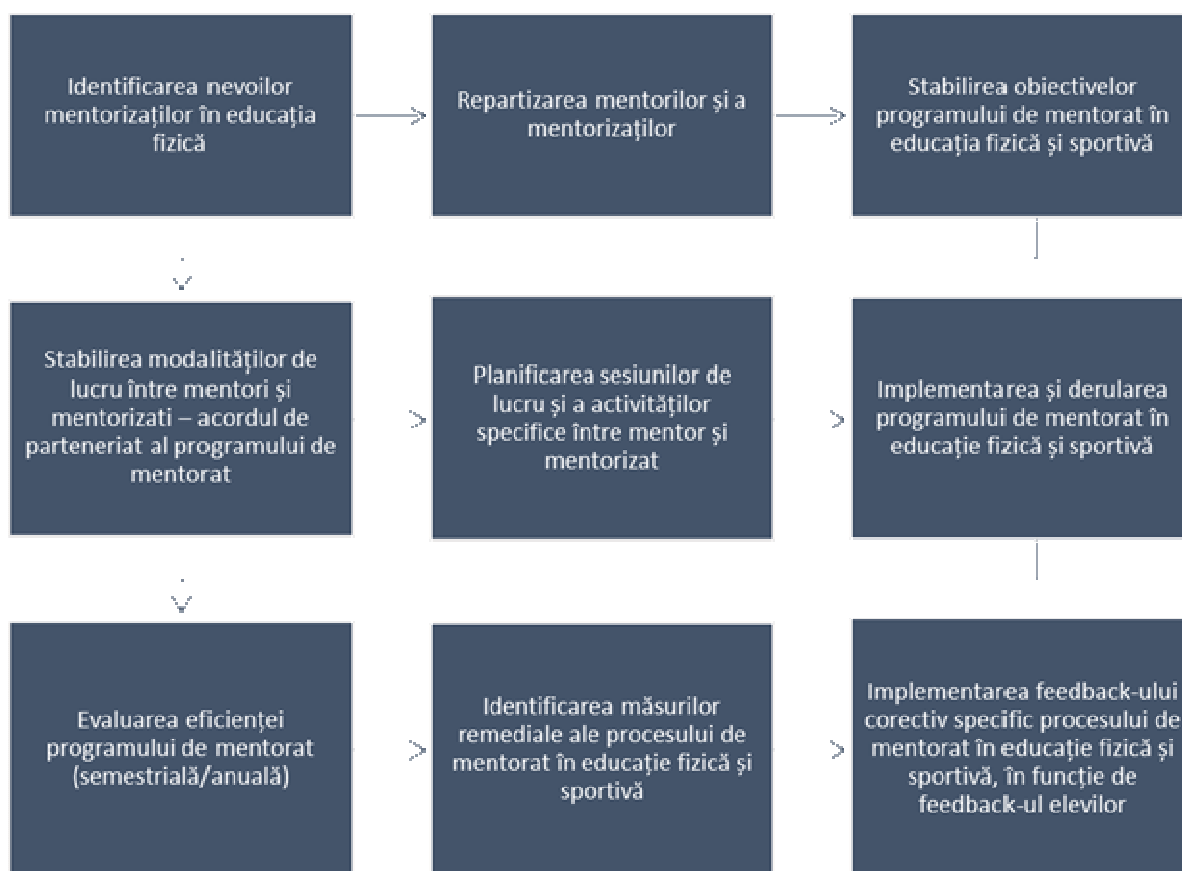 Identificarea nevoilor
mentorizaților în educația
fizică
Repartizarea mentorilor și a
mentorizaților
Stabilirea obiectivelor
programului de mentorat în
educația fizică și sportivă
Stabilirea modalităților de
lucru între mentori și
mentorizati – acordul de
parteneriat al programului de
mentorat
Planificarea sesiunilor de
lucru și a activităților
specifice între mentor și
mentorizat
Implementarea și derularea
programului de mentorat în
educație fizică și sportivă
Evaluarea eficienței
programului de mentorat
(semestrială/anuală)
Identificarea măsurilor
remediale ale procesului de
mentorat în educație fizică și
sportivă
Implementarea feedback-ului
corectiv specific procesului de
mentorat în educație fizică și
sportivă, în funcție de
feedback-ul elevilor